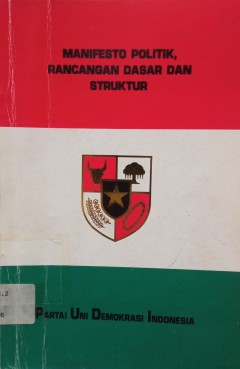 MANIFESTO POLITIK,
RANCANGAN DASAR DAN
STRUKTUR
PARTAI UNI DEMOKRASI INDONESIA